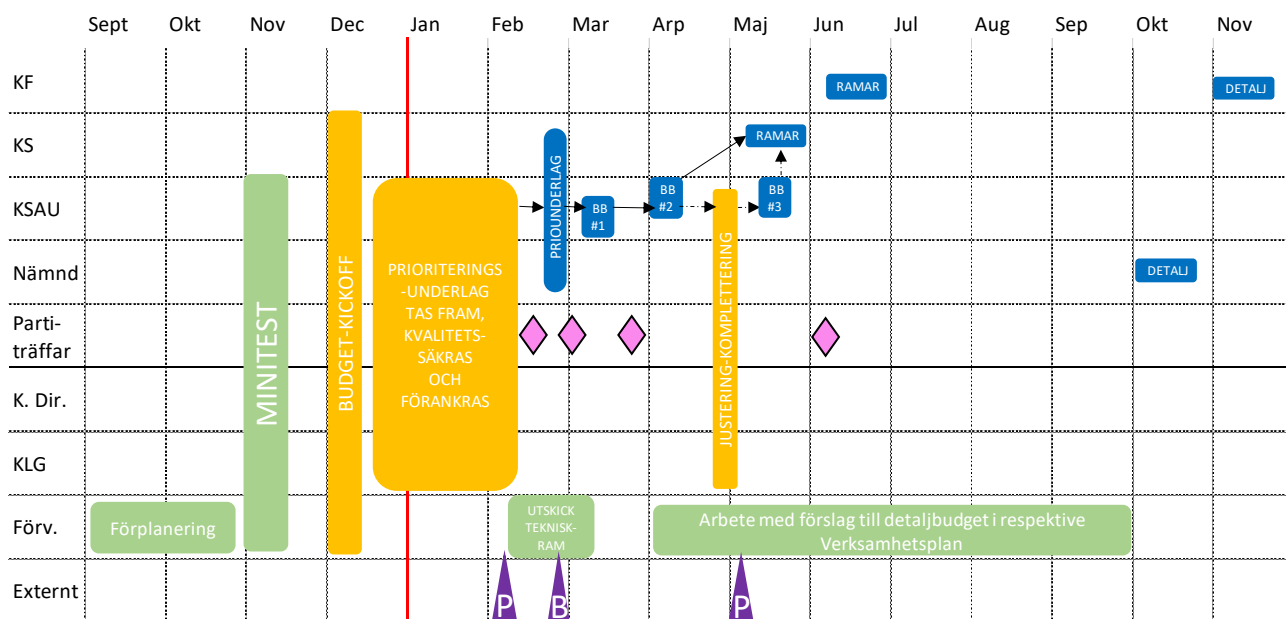 Sept Okt Nov Dec Jan Feb Mar Arp Maj Jun Jul Aug Sep Okt Nov
KF
RAMAR
DETALJ
KS
RAMAR
KSAU
PRIOUNDERLAG
BB
#1
BB
#2
BB
#3
Nämnd
DETALJ
Parti-
träffar
K. Dir.
KLG
MINITEST
BUDGET-KICKOFF
PRIORITERINGS
-UNDERLAG
TAS FRAM,
KVALITETS-
SÄKRAS
OCH
FÖRANKRAS
JUSTERING-KOMPLETTERING
Förv.
Förplanering
UTSKICK
TEKNISK-
RAM
Arbete med förslag till detaljbudget i respektive
Verksamhetsplan
Externt
P
B
P